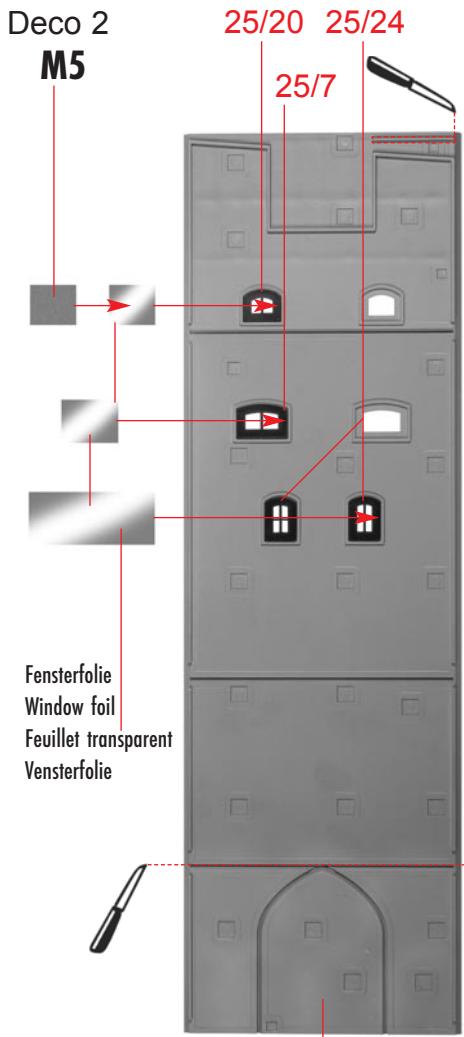 Deco 2
M5
25/20
25/24
25/7
Fensterfolie
Window foil
Feuillet transparent
Vensterfolie